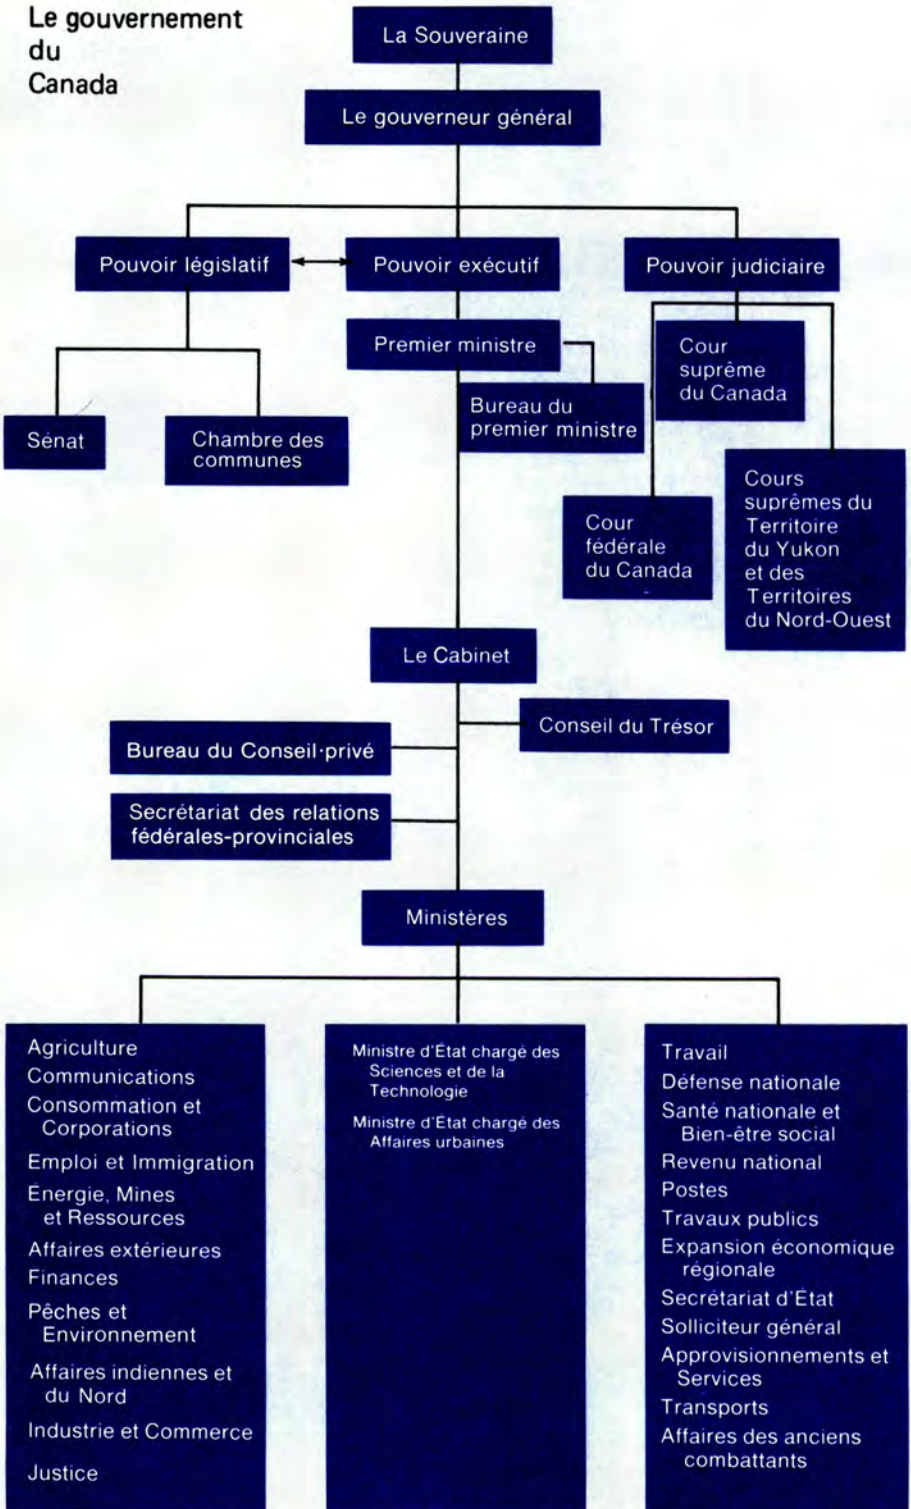 Le gouvernement
du
Canada
La Souveraine
Le gouverneur général
Pouvoir législatif
Pouvoir exécutif
Pouvoir judiciaire
Premier ministre
Cour
suprême
du Canada
Bureau du
premier ministre
Sénat
Chambre des
communes
Cour
fédérale
du Canada
Cours
suprêmes du
Territoire
du Yukon
et des
Territoires
du Nord-Ouest
Le Cabinet
Conseil du Trésor
Bureau du Conseil·privé
Secrétariat des relations
fédérales-provinciales
Ministères
Agriculture
Communications
Consommation et
Corporations
Emploi et Immigration
Énergie, Mines
et Ressources
Affaires extérieures
Finances
Pêches et
Environnement
Affaires indiennes et
du Nord
Industrie et Commerce
Justice
Ministre d'État chargé des
Sciences et de la
Technologie
Ministre d'État chargé des
Affaires urbaines
Travail
Défense nationale
Santé nationale et
Bien-être social
Revenu national
Postes
Travaux publics
Expansion économique
régionale
Secrétariat d'État
Solliciteur général
Approvisionnements et
Services
Transports
Affaires des anciens
combattants